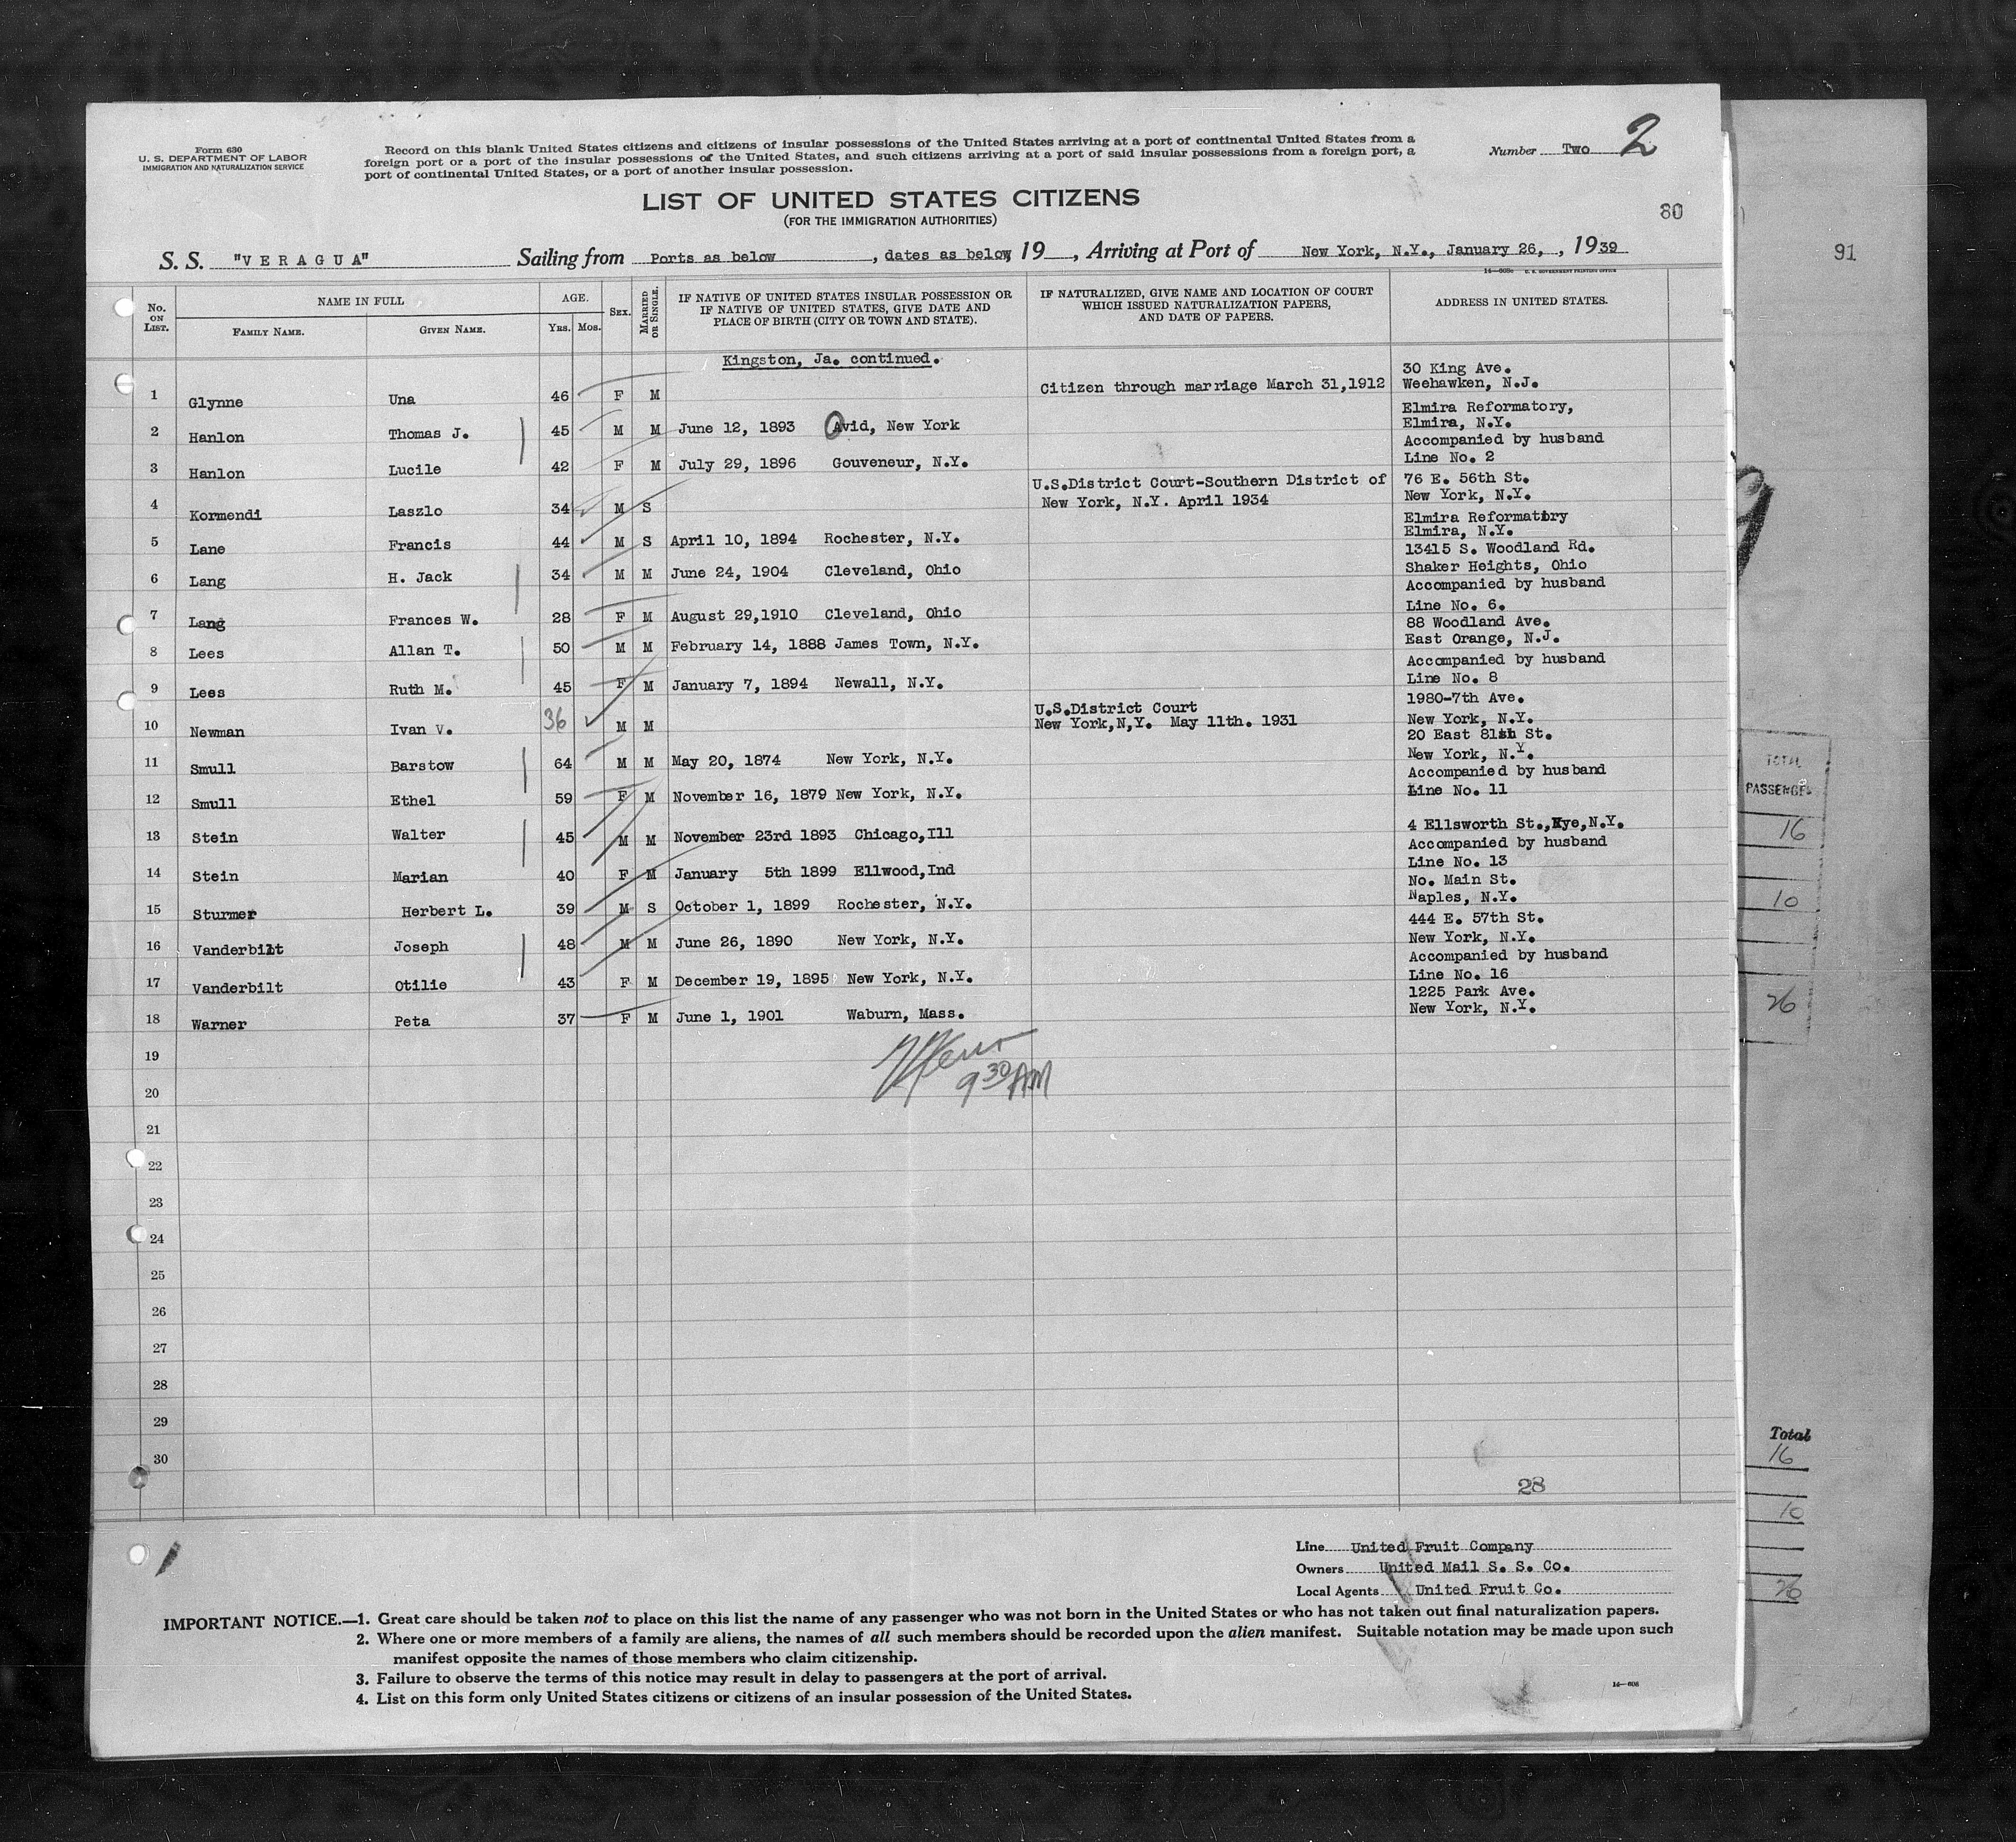 Form 630
U. S. DEPARTMENT OF LABOR
IMMIGRATION AND NATURALIZATION SERVICE
Record on this blank United States citizens and citizens of insular possessions of the United States arriving at a port of continental United States from a
foreign port or a port of the insular possessions of the United States, and such citizens arriving at a port of said insular possessions from a foreign port, a
port of continental United States, or a port of another insular possession.
Number Two 2
LIST OF UNITED STATES CITIZENS
(FOR THE IMMIGRATION AUTHORITIES)
80
91
S. S. "VERAGUA" Sailing from Ports as below, dates as below, 19 , Arriving at Port of New York, N.Y., January 26, , 1939
No. ON LIST. NAME IN FULL FAMILY NAME. GIVEN NAME. AGE. YRS. MOS. SEX. MARRIED OR SINGLE. IF NATIVE OF UNITED STATES INSULAR POSSESSION OR IF NATIVE OF UNITED STATES, GIVE DATE AND PLACE OF BIRTH (CITY OR TOWN AND STATE). IF NATURALIZED, GIVE NAME AND LOCATION OF COURT WHICH ISSUED NATURALIZATION PAPERS, AND DATE OF PAPERS. ADDRESS IN UNITED STATES.
Kingston, Ja. continued.
1 Glynne Una 46 F M Citizen through marriage March 31,1912 30 King Ave. Weehawken, N.J.
2 Hanlon Thomas J. 45 M M June 12, 1893 Ovid, New York Elmira Reformatory, Elmira, N.Y.
3 Hanlon Lucile 42 F M July 29, 1896 Gouveneur, N.Y. Accompanied by husband Line No. 2
4 Kormendi Laszlo 34 M S U.S.District Court-Southern District of New York, N.Y. April 1934 76 E. 56th St. New York, N.Y.
5 Lane Francis 44 M S April 10, 1894 Rochester, N.Y. Elmira Reformatory Elmira, N.Y.
6 Lang H. Jack 34 M M June 24, 1904 Cleveland, Ohio 13415 S. Woodland Rd. Shaker Heights, Ohio
7 Lang Frances W. 28 F M August 29,1910 Cleveland, Ohio Accompanied by husband Line No. 6.
8 Lees Allan T. 50 M M February 14, 1888 James Town, N.Y. 88 Woodland Ave. East Orange, N.J.
9 Lees Ruth M. 45 F M January 7, 1894 Newall, N.Y. Accompanied by husband Line No. 8
10 Newman Ivan V. 36 M M U.S.District Court New York,N,Y. May 11th. 1931 1980-7th Ave. New York, N.Y.
11 Smull Barstow 64 M M May 20, 1874 New York, N.Y. 20 East 81st St. New York, N.Y.
12 Smull Ethel 59 F M November 16, 1879 New York, N.Y. Accompanied by husband Line No. 11
13 Stein Walter 45 M M November 23rd 1893 Chicago,Ill 4 Ellsworth St.,Rye,N.Y.
14 Stein Marian 40 F M January 5th 1899 Ellwood,Ind Accompanied by husband Line No. 13
15 Sturmer Herbert L. 39 M S October 1, 1899 Rochester, N.Y. No. Main St. Naples, N.Y.
16 Vanderbilt Joseph 48 M M June 26, 1890 New York, N.Y. 444 E. 57th St. New York, N.Y.
17 Vanderbilt Otilie 43 F M December 19, 1895 New York, N.Y. Accompanied by husband Line No. 16
18 Warner Peta 37 F M June 1, 1901 Waburn, Mass. 1225 Park Ave. New York, N.Y.
19
9 30 AM
20
21
22
23
24
25
26
27
28
29
30
28
TOTAL
PASSENGE
16
10
26
Total
16
10
26
Line United Fruit Company
Owners United Mail S. S. Co.
Local Agents United Fruit Co.
IMPORTANT NOTICE.—1. Great care should be taken not to place on this list the name of any passenger who was not born in the United States or who has not taken out final naturalization papers.
2. Where one or more members of a family are aliens, the names of all such members should be recorded upon the alien manifest. Suitable notation may be made upon such
manifest opposite the names of those members who claim citizenship.
3. Failure to observe the terms of this notice may result in delay to passengers at the port of arrival.
4. List on this form only United States citizens or citizens of an insular possession of the United States.
14—608